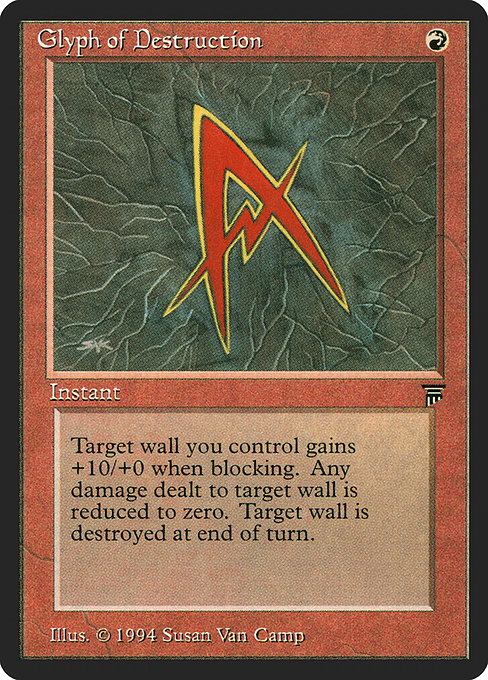 Glyph of Destruction
SVK
Instant
Target wall you control gains
+10/+0 when blocking. Any
damage dealt to target wall is
reduced to zero. Target wall is
destroyed at end of turn.
Illus. © 1994 Susan Van Camp